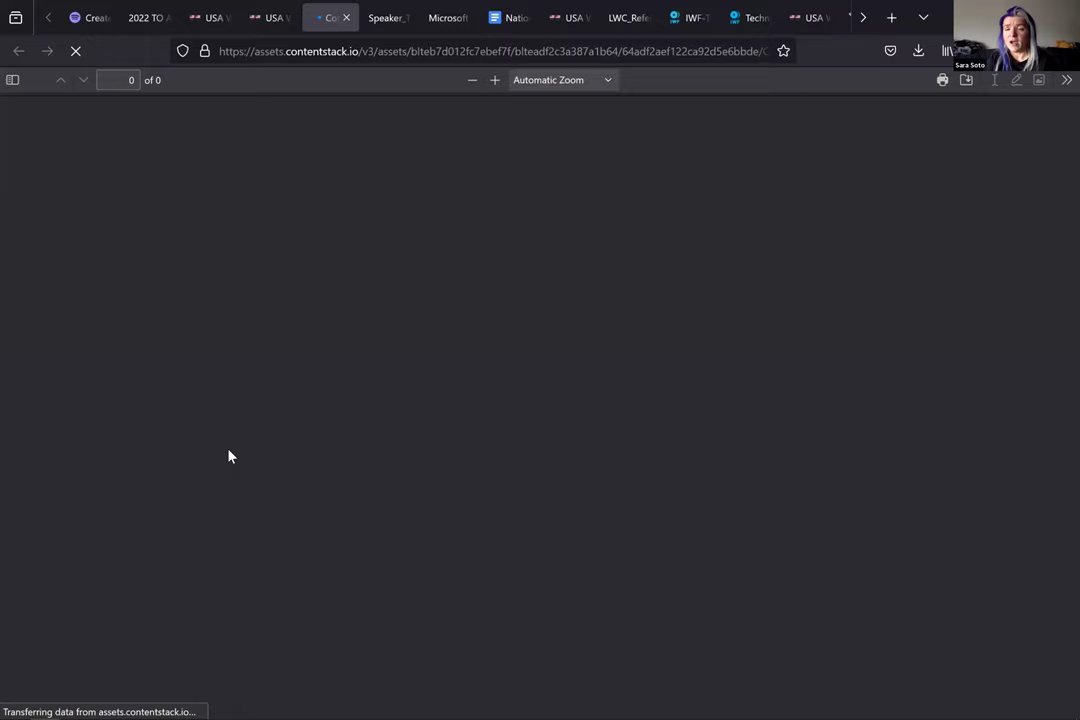 Create
2022 TO A
USA V
USA V
Co
Speaker_T
Microsoft
Natio
USA V
LWC_Refe
IWF-T
Techn
USA V
https://assets.contentstack.io/v3/assets/blteb7d012fc7ebef7f/blteadf2c3a387a1b64/64adf2aef122ca92d5e6bbde/C
Sara Soto
0 of 0
Automatic Zoom
Transferring data from assets.contentstack.io...